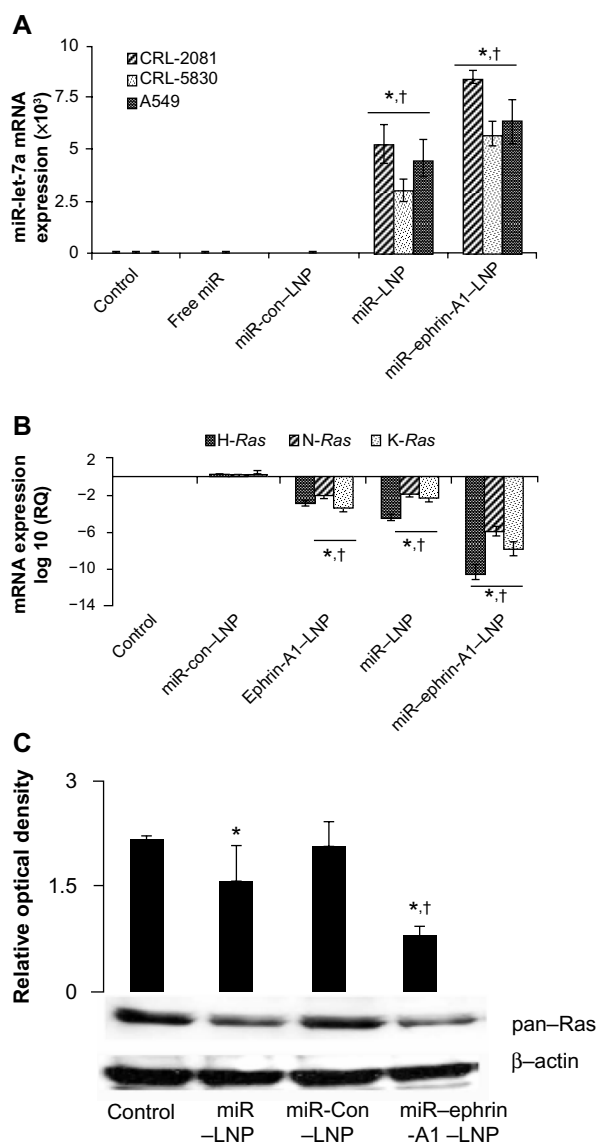 A
miR-let-7a mRNA
expression (×10³)
10
7.5
5
2.5
0
CRL-2081
CRL-5830
A549
*,†
*,†
Control
Free miR
miR-con–LNP
miR–LNP
miR–ephrin-A1–LNP
B
H-Ras N-Ras K-Ras
mRNA expression
log 10 (RQ)
2
−2
−6
−10
−14
*,†
*,†
*,†
Control
miR-con–LNP
Ephrin-A1–LNP
miR–LNP
miR–ephrin-A1–LNP
C
Relative optical density
3
1.5
0
*
*,†
pan–Ras
β–actin
Control
miR
–LNP
miR-Con
–LNP
miR–ephrin
-A1 –LNP